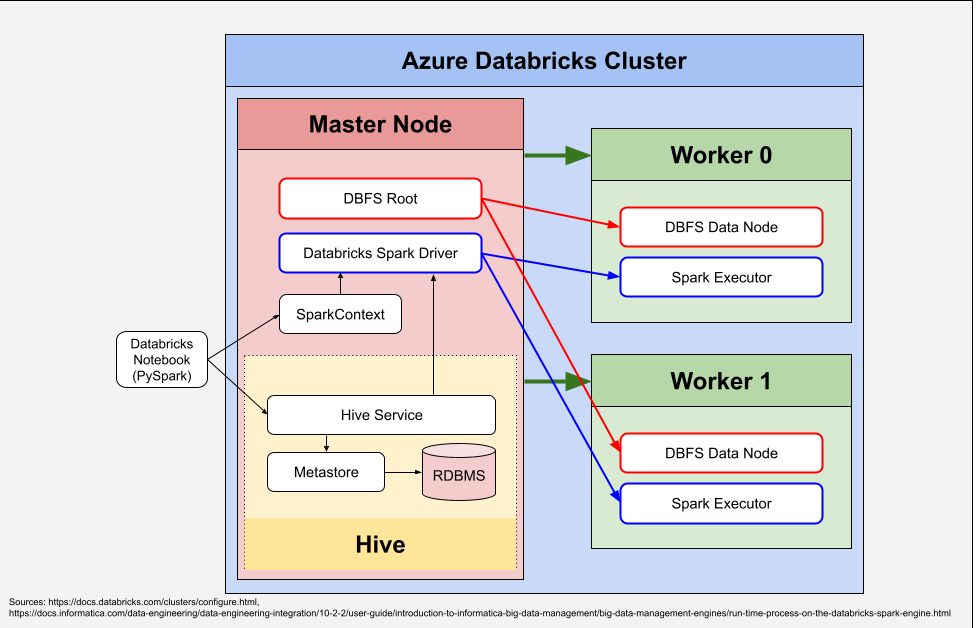 Azure Databricks Cluster
Master Node
DBFS Root
Databricks Spark Driver
SparkContext
Databricks
Notebook
(PySpark)
Hive Service
Metastore
RDBMS
Hive
Worker 0
DBFS Data Node
Spark Executor
Worker 1
DBFS Data Node
Spark Executor
Sources: https://docs.databricks.com/clusters/configure.html,
https://docs.informatica.com/data-engineering/data-engineering-integration/10-2-2/user-guide/introduction-to-informatica-big-data-management/big-data-management-engines/run-time-process-on-the-databricks-spark-engine.html